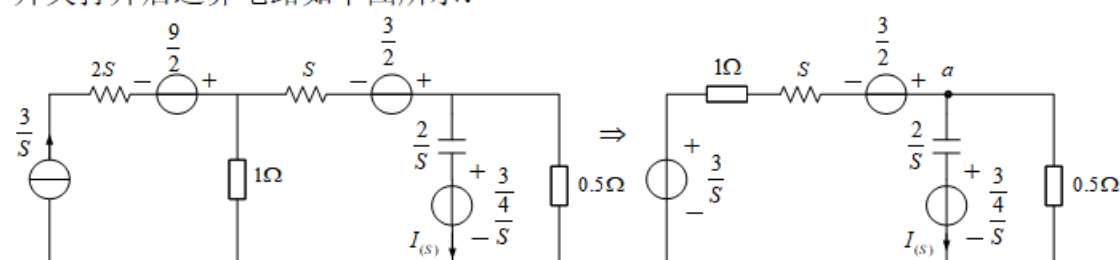 开关打开后运算电路如下图所示:
9/2
3/2
3/2
2S − + S − + 1Ω S − + a
3/S
2/S
⇒
2/S
1Ω + 3/4/S 0.5Ω + 3/S + 3/4/S 0.5Ω
I(S) − − I(S) −